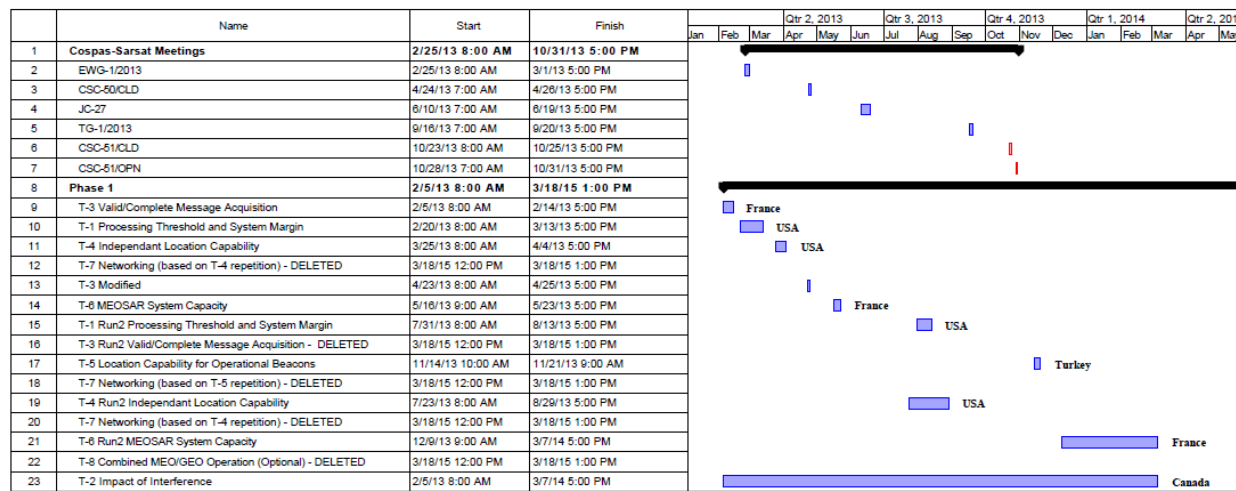 Name Start Finish Qtr 2, 2013 Qtr 3, 2013 Qtr 4, 2013 Qtr 1, 2014 Qtr 2, 201
Jan Feb Mar Apr May Jun Jul Aug Sep Oct Nov Dec Jan Feb Mar Apr May
1 Cospas-Sarsat Meetings 2/25/13 8:00 AM 10/31/13 5:00 PM
2 EWG-1/2013 2/25/13 8:00 AM 3/1/13 5:00 PM
3 CSC-50/CLD 4/24/13 7:00 AM 4/26/13 5:00 PM
4 JC-27 6/10/13 7:00 AM 6/19/13 5:00 PM
5 TG-1/2013 9/16/13 7:00 AM 9/20/13 5:00 PM
6 CSC-51/CLD 10/23/13 8:00 AM 10/25/13 5:00 PM
7 CSC-51/OPN 10/28/13 7:00 AM 10/31/13 5:00 PM
8 Phase 1 2/5/13 8:00 AM 3/18/15 1:00 PM
9 T-3 Valid/Complete Message Acquisition 2/5/13 8:00 AM 2/14/13 5:00 PM France
10 T-1 Processing Threshold and System Margin 2/20/13 8:00 AM 3/13/13 5:00 PM USA
11 T-4 Independant Location Capability 3/25/13 8:00 AM 4/4/13 5:00 PM USA
12 T-7 Networking (based on T-4 repetition) - DELETED 3/18/15 12:00 PM 3/18/15 1:00 PM
13 T-3 Modified 4/23/13 8:00 AM 4/25/13 5:00 PM
14 T-6 MEOSAR System Capacity 5/16/13 9:00 AM 5/23/13 5:00 PM France
15 T-1 Run2 Processing Threshold and System Margin 7/31/13 8:00 AM 8/13/13 5:00 PM USA
16 T-3 Run2 Valid/Complete Message Acquisition - DELETED 3/18/15 12:00 PM 3/18/15 1:00 PM
17 T-5 Location Capability for Operational Beacons 11/14/13 10:00 AM 11/21/13 9:00 AM Turkey
18 T-7 Networking (based on T-5 repetition) - DELETED 3/18/15 12:00 PM 3/18/15 1:00 PM
19 T-4 Run2 Independant Location Capability 7/23/13 8:00 AM 8/29/13 5:00 PM USA
20 T-7 Networking (based on T-4 repetition) - DELETED 3/18/15 12:00 PM 3/18/15 1:00 PM
21 T-6 Run2 MEOSAR System Capacity 12/9/13 9:00 AM 3/7/14 5:00 PM France
22 T-8 Combined MEO/GEO Operation (Optional) - DELETED 3/18/15 12:00 PM 3/18/15 1:00 PM
23 T-2 Impact of Interference 2/5/13 8:00 AM 3/7/14 5:00 PM Canada